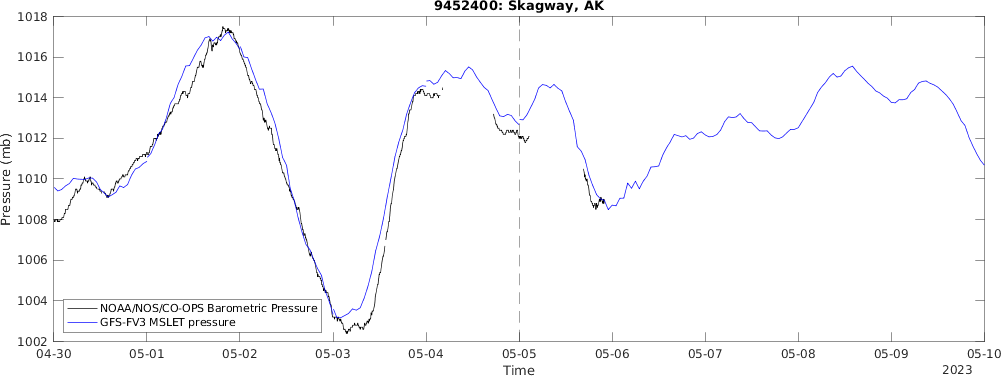 9452400: Skagway, AK
1018
1016
1014
1012
1010
1008
1006
1004
1002
Pressure (mb)
NOAA/NOS/CO-OPS Barometric Pressure
GFS-FV3 MSLET pressure
04-30 05-01 05-02 05-03 05-04 05-05 05-06 05-07 05-08 05-09 05-10
Time
2023